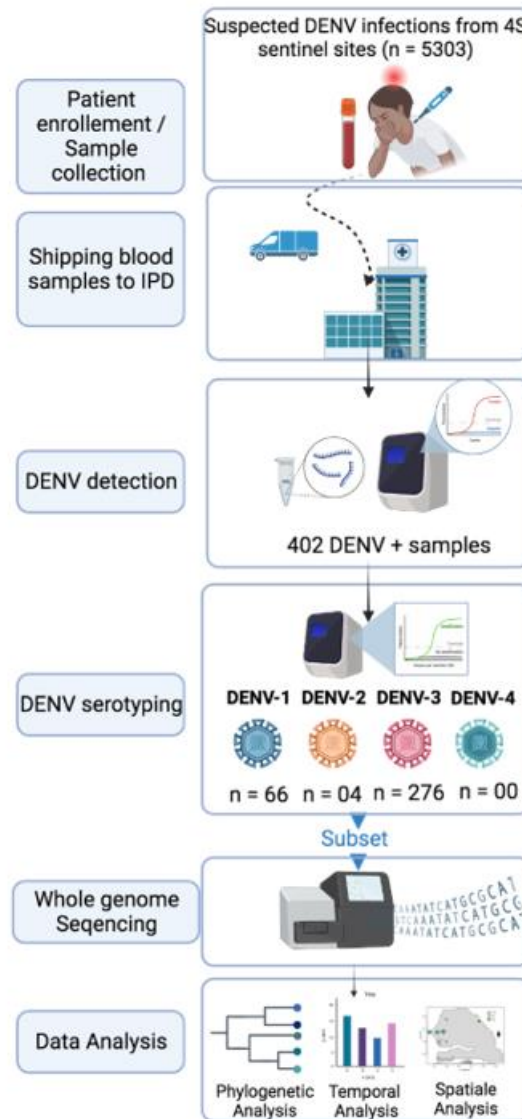 Suspected DENV infections from 4S
sentinel sites (n = 5303)
Patient
enrollement /
Sample
collection
Shipping blood
samples to IPD
DENV detection
402 DENV + samples
DENV serotyping
DENV-1 DENV-2 DENV-3 DENV-4
n = 66 n = 04 n = 276 n = 00
Subset
Whole genome
Seqencing
Data Analysis
Phylogenetic
Analysis
Temporal
Analysis
Spatiale
Analysis